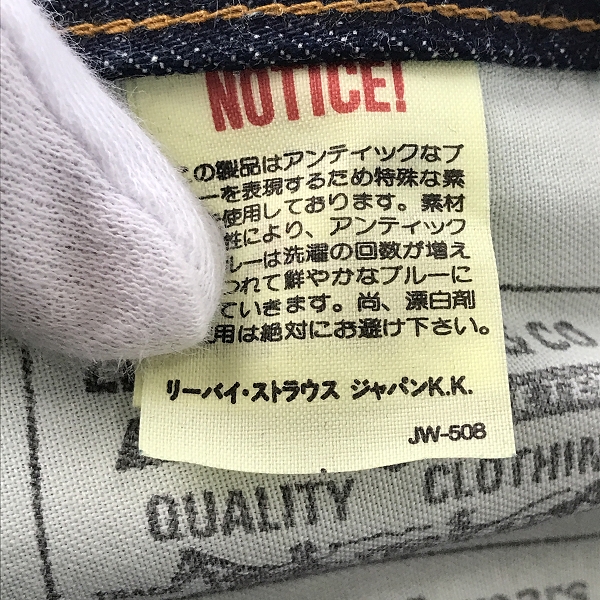 NOTICE!
の製品はアンティックなブ
ーを表現するため特殊な素
使用しております。素材
性により、アンティック
ルーは洗濯の回数が増え
つれて鮮やかなブルーに
ていきます。尚、漂白剤
用は絶対にお避け下さい。
リーバイ・ストラウス ジャパンK.K.
JW-508
& CO
QUALITY CLOTHIN